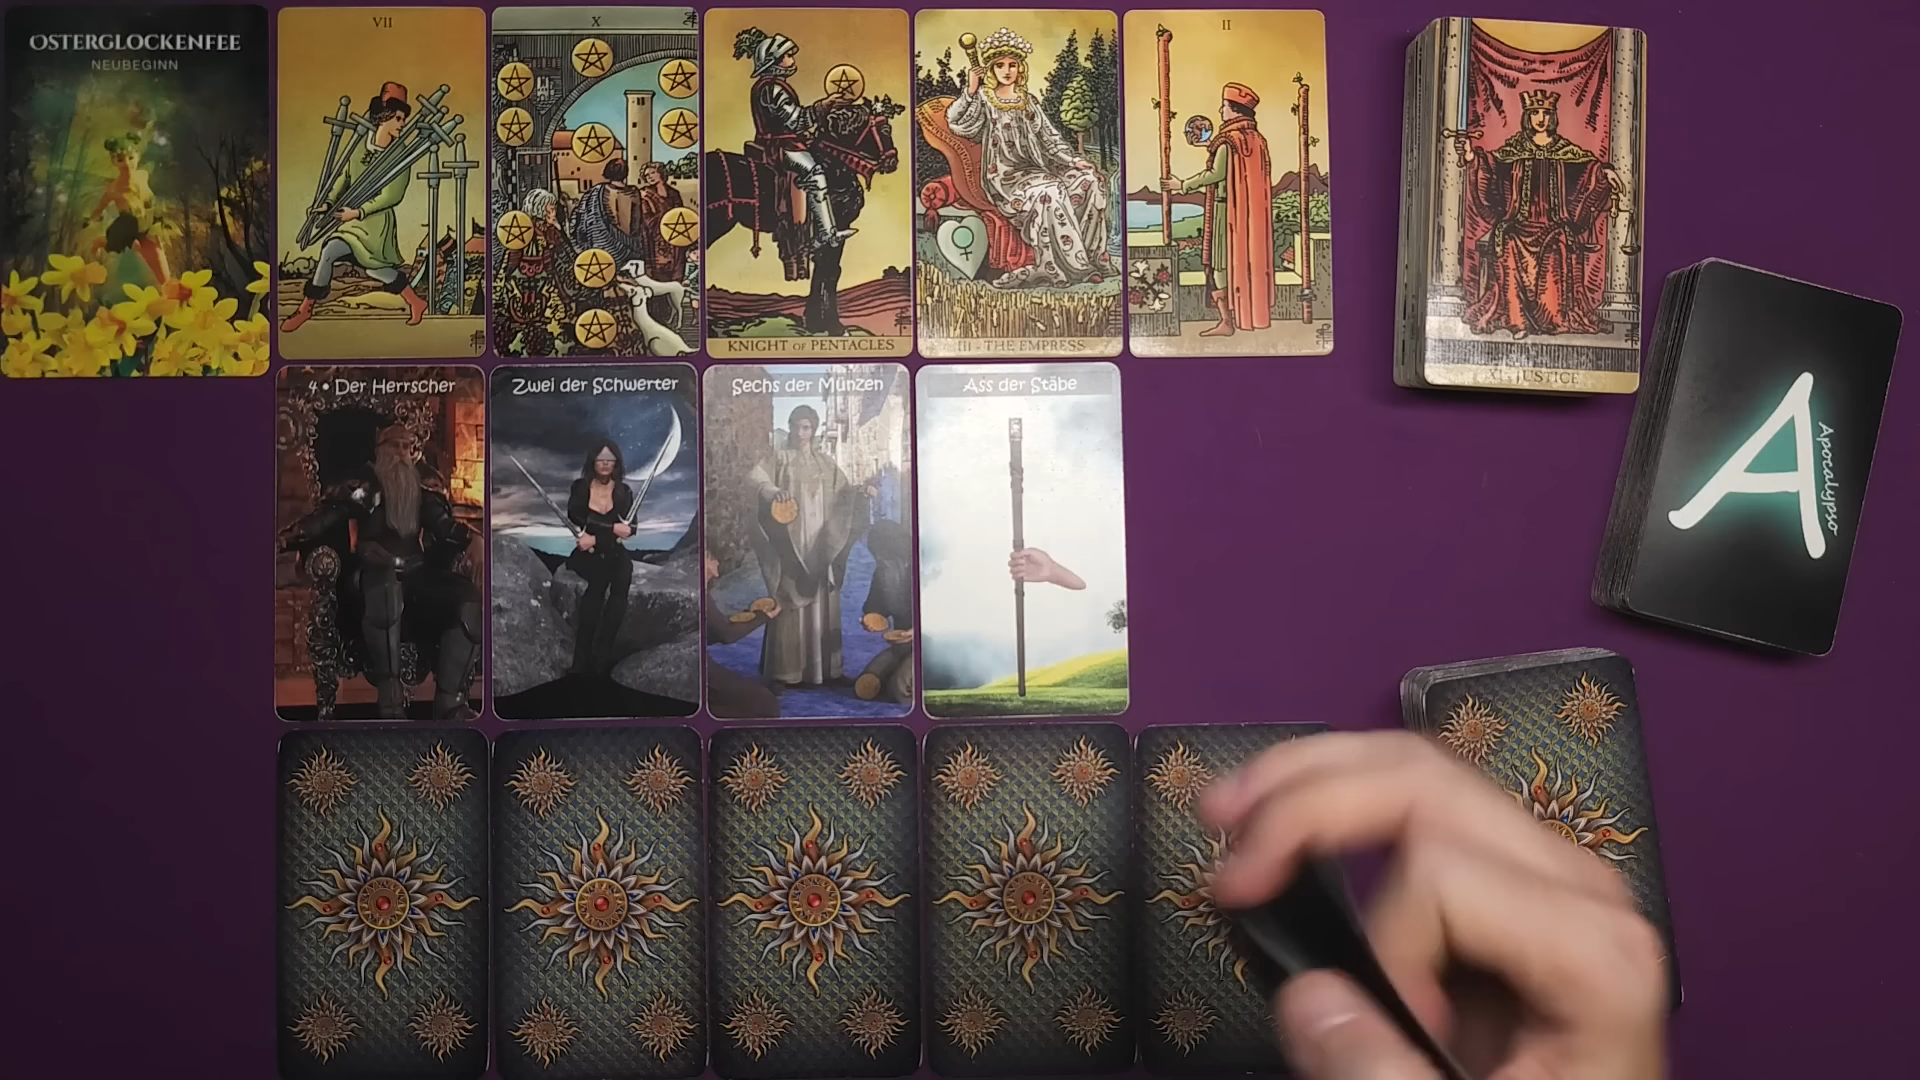 OSTERGLOCKENFEE
NEUBEGINN
VII
X
KNIGHT OF PENTACLES
III - THE EMPRESS
II
XI - JUSTICE
4 • Der Herrscher
Zwei der Schwerter
Sechs der Münzen
Ass der Stäbe
A
Apocalypso